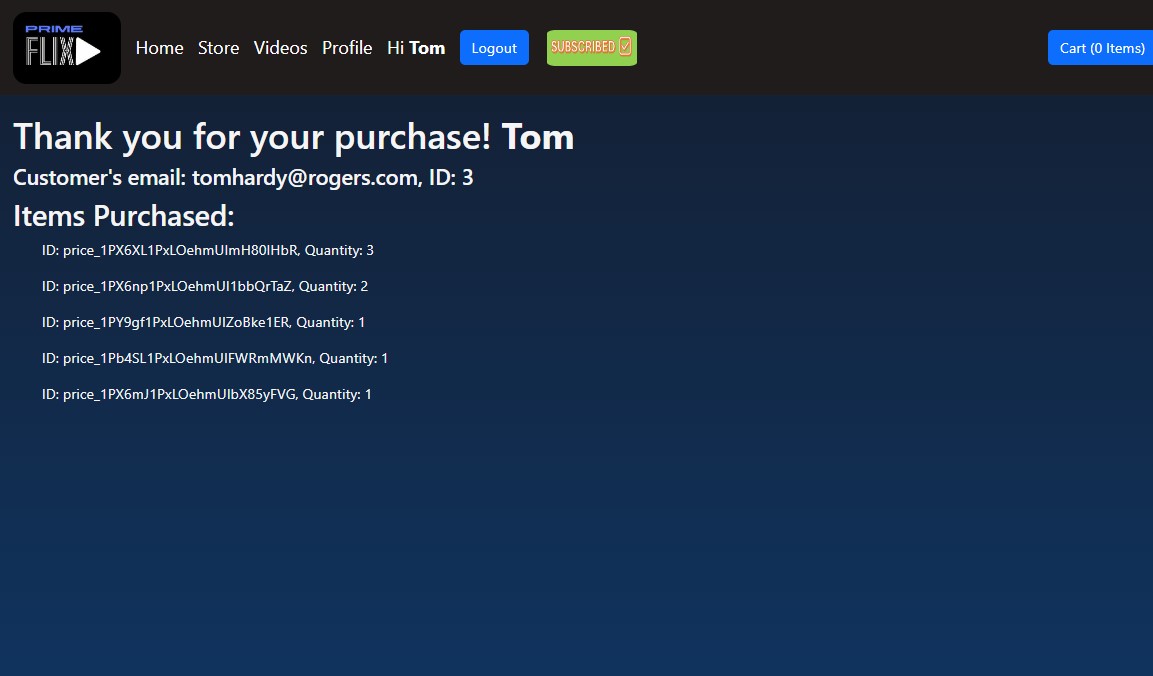 PRIME
FLIX
Home Store Videos Profile Hi Tom Logout SUBSCRIBED Cart (0 Items)
Thank you for your purchase! Tom
Customer's email: tomhardy@rogers.com, ID: 3
Items Purchased:
ID: price_1PX6XL1PxLOehmUImH80IHbR, Quantity: 3
ID: price_1PX6np1PxLOehmUI1bbQrTaZ, Quantity: 2
ID: price_1PY9gf1PxLOehmUIZoBke1ER, Quantity: 1
ID: price_1Pb4SL1PxLOehmUIFWRmMWKn, Quantity: 1
ID: price_1PX6mJ1PxLOehmUIbX85yFVG, Quantity: 1